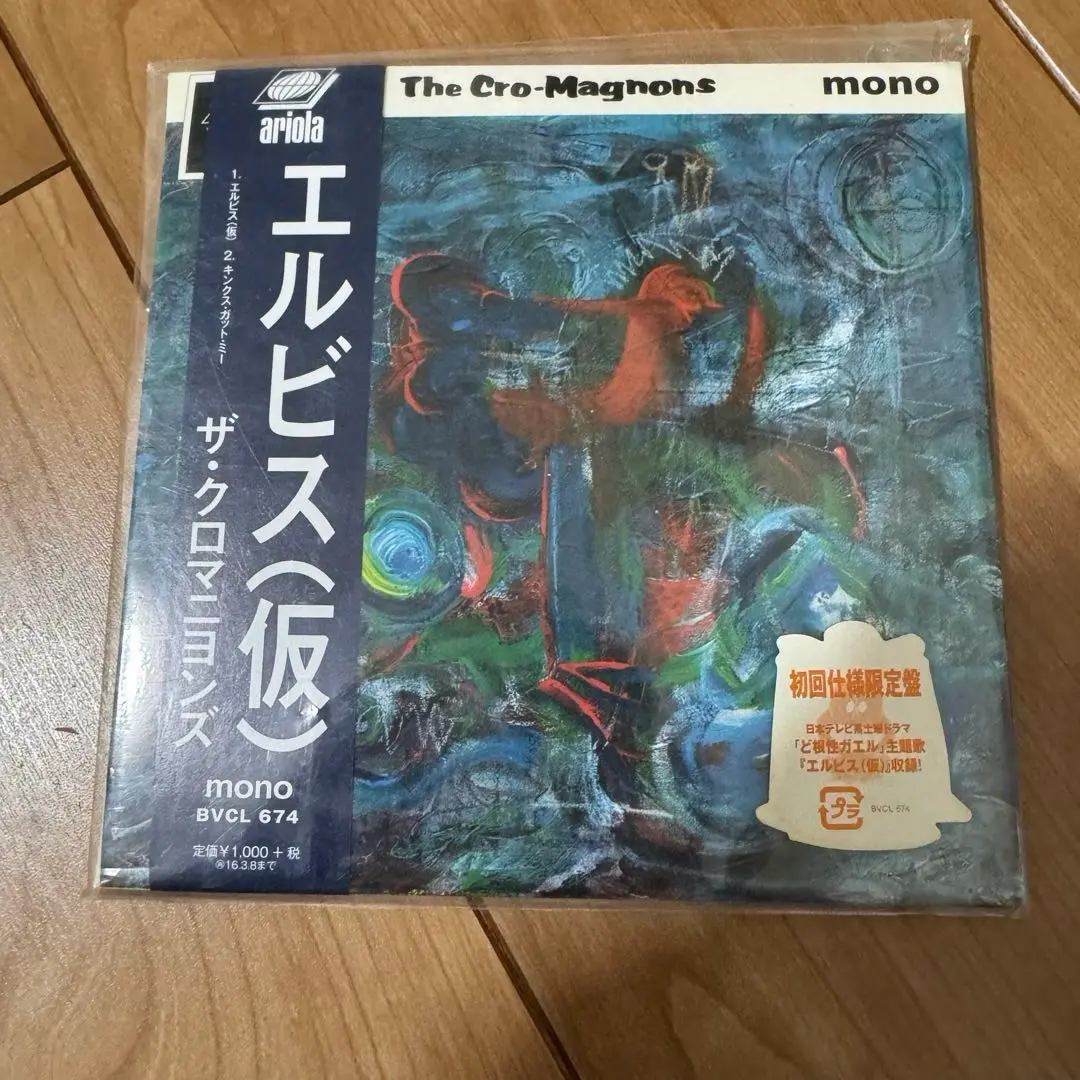 The Cro-Magnons
mono
ariola
エルビス(仮)
1. エルビス(仮) 2. キンクス・ガット・ミー
ザ・クロマニヨンズ
mono
BVCL 674
定価¥1,000 + 税
16.3.8まで
初回仕様限定盤
日本テレビ系土曜ドラマ
「ど根性ガエル」主題歌
『エルビス(仮)』収録!
プラ
BVCL 674